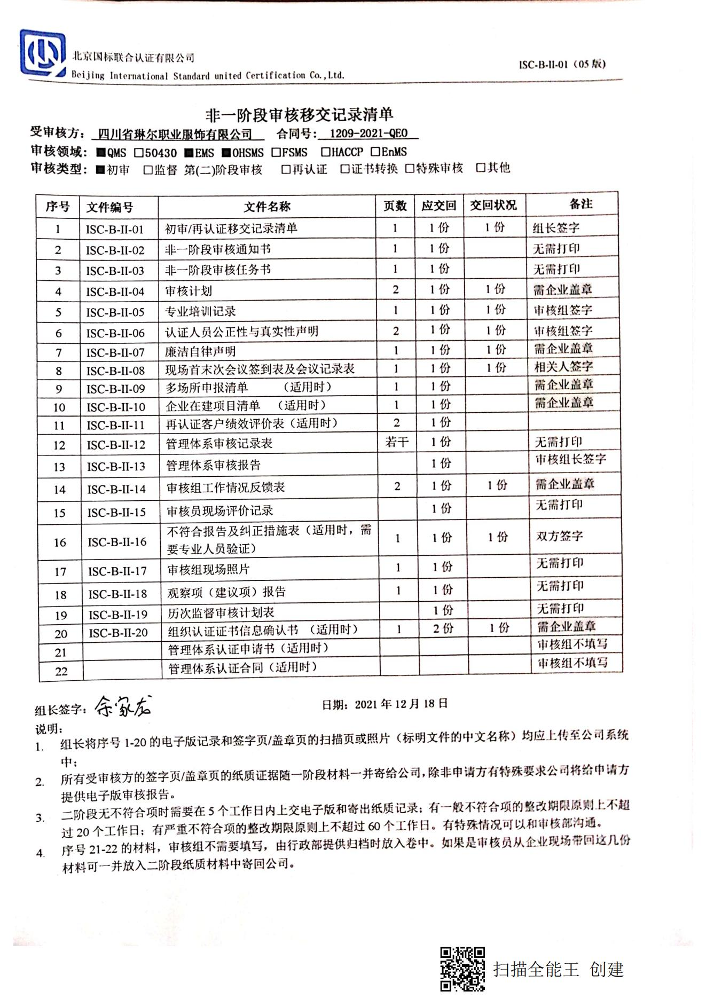 北京国标联合认证有限公司
Beijing International Standard united Certification Co.,Ltd.
ISC-B-II-01（05 版）
非一阶段审核移交记录清单
受审核方： 四川省琳尔职业服饰有限公司 合同号： 1209-2021-QEO
审核领域：■QMS □50430 ■EMS ■OHSMS □FSMS □HACCP □EnMS
审核类型：■初审 □监督 第(二)阶段审核 □再认证 □证书转换 □特殊审核 □其他
序号 文件编号 文件名称 页数 应交回 交回状况 备注
1 ISC-B-II-01 初审/再认证移交记录清单 1 1 份 1 份 组长签字
2 ISC-B-II-02 非一阶段审核通知书 1 1 份 无需打印
3 ISC-B-II-03 非一阶段审核任务书 1 1 份 无需打印
4 ISC-B-II-04 审核计划 2 1 份 1 份 需企业盖章
5 ISC-B-II-05 专业培训记录 1 1 份 1 份 审核组签字
6 ISC-B-II-06 认证人员公正性与真实性声明 2 1 份 1 份 审核组签字
7 ISC-B-II-07 廉洁自律声明 1 1 份 1 份 需企业盖章
8 ISC-B-II-08 现场首末次会议签到表及会议记录表 1 1 份 1 份 相关人签字
9 ISC-B-II-09 多场所申报清单 （适用时） 1 1 份 需企业盖章
10 ISC-B-II-10 企业在建项目清单 （适用时） 1 1 份 需企业盖章
11 ISC-B-II-11 再认证客户绩效评价表（适用时） 2 1 份
12 ISC-B-II-12 管理体系审核记录表 若干 1 份 无需打印
13 ISC-B-II-13 管理体系审核报告 1 份 审核组长签字
14 ISC-B-II-14 审核组工作情况反馈表 2 1 份 1 份 需企业盖章
15 ISC-B-II-15 审核员现场评价记录 1 份 无需打印
16 ISC-B-II-16 不符合报告及纠正措施表（适用时，需
要专业人员验证） 1 1 份 1 份 双方签字
17 ISC-B-II-17 审核组现场照片 1 1 份 无需打印
18 ISC-B-II-18 观察项（建议项）报告 1 1 份 无需打印
19 ISC-B-II-19 历次监督审核计划表 1 份 无需打印
20 ISC-B-II-20 组织认证证书信息确认书 （适用时） 1 2 份 1 份 需企业盖章
21 管理体系认证申请书（适用时） 审核组不填写
22 管理体系认证合同（适用时） 审核组不填写
组长签字：余家龙 日期：2021 年 12 月 18 日
说明：
1. 组长将序号 1-20 的电子版记录和签字页/盖章页的扫描页或照片（标明文件的中文名称）均应上传至公司系统
中；
2. 所有受审核方的签字页/盖章页的纸质证据随一阶段材料一并寄给公司，除非申请方有特殊要求公司将给申请方
提供电子版审核报告。
3. 二阶段无不符合项时需要在 5 个工作日内上交电子版和寄出纸质记录；有一般不符合项的整改期限原则上不超
过 20 个工作日；有严重不符合项的整改期限原则上不超过 60 个工作日。有特殊情况可以和审核部沟通。
4. 序号 21-22 的材料，审核组不需要填写，由行政部提供归档时放入卷中。如果是审核员从企业现场带回这几份
材料可一并放入二阶段纸质材料中寄回公司。
扫描全能王 创建